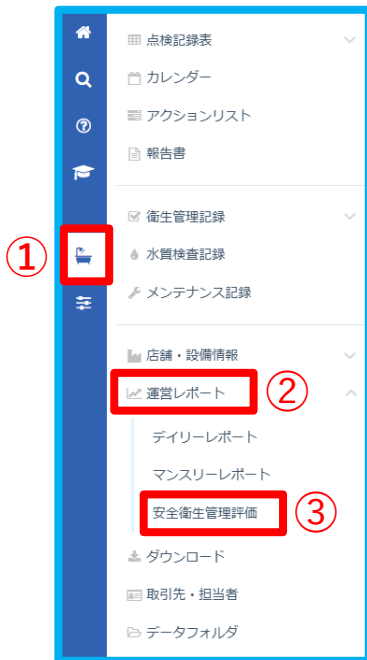 点検記録表
カレンダー
アクションリスト
報告書
衛生管理記録
①
水質検査記録
メンテナンス記録
店舗・設備情報
運営レポート
②
デイリーレポート
マンスリーレポート
安全衛生管理評価
③
ダウンロード
取引先・担当者
データフォルダ